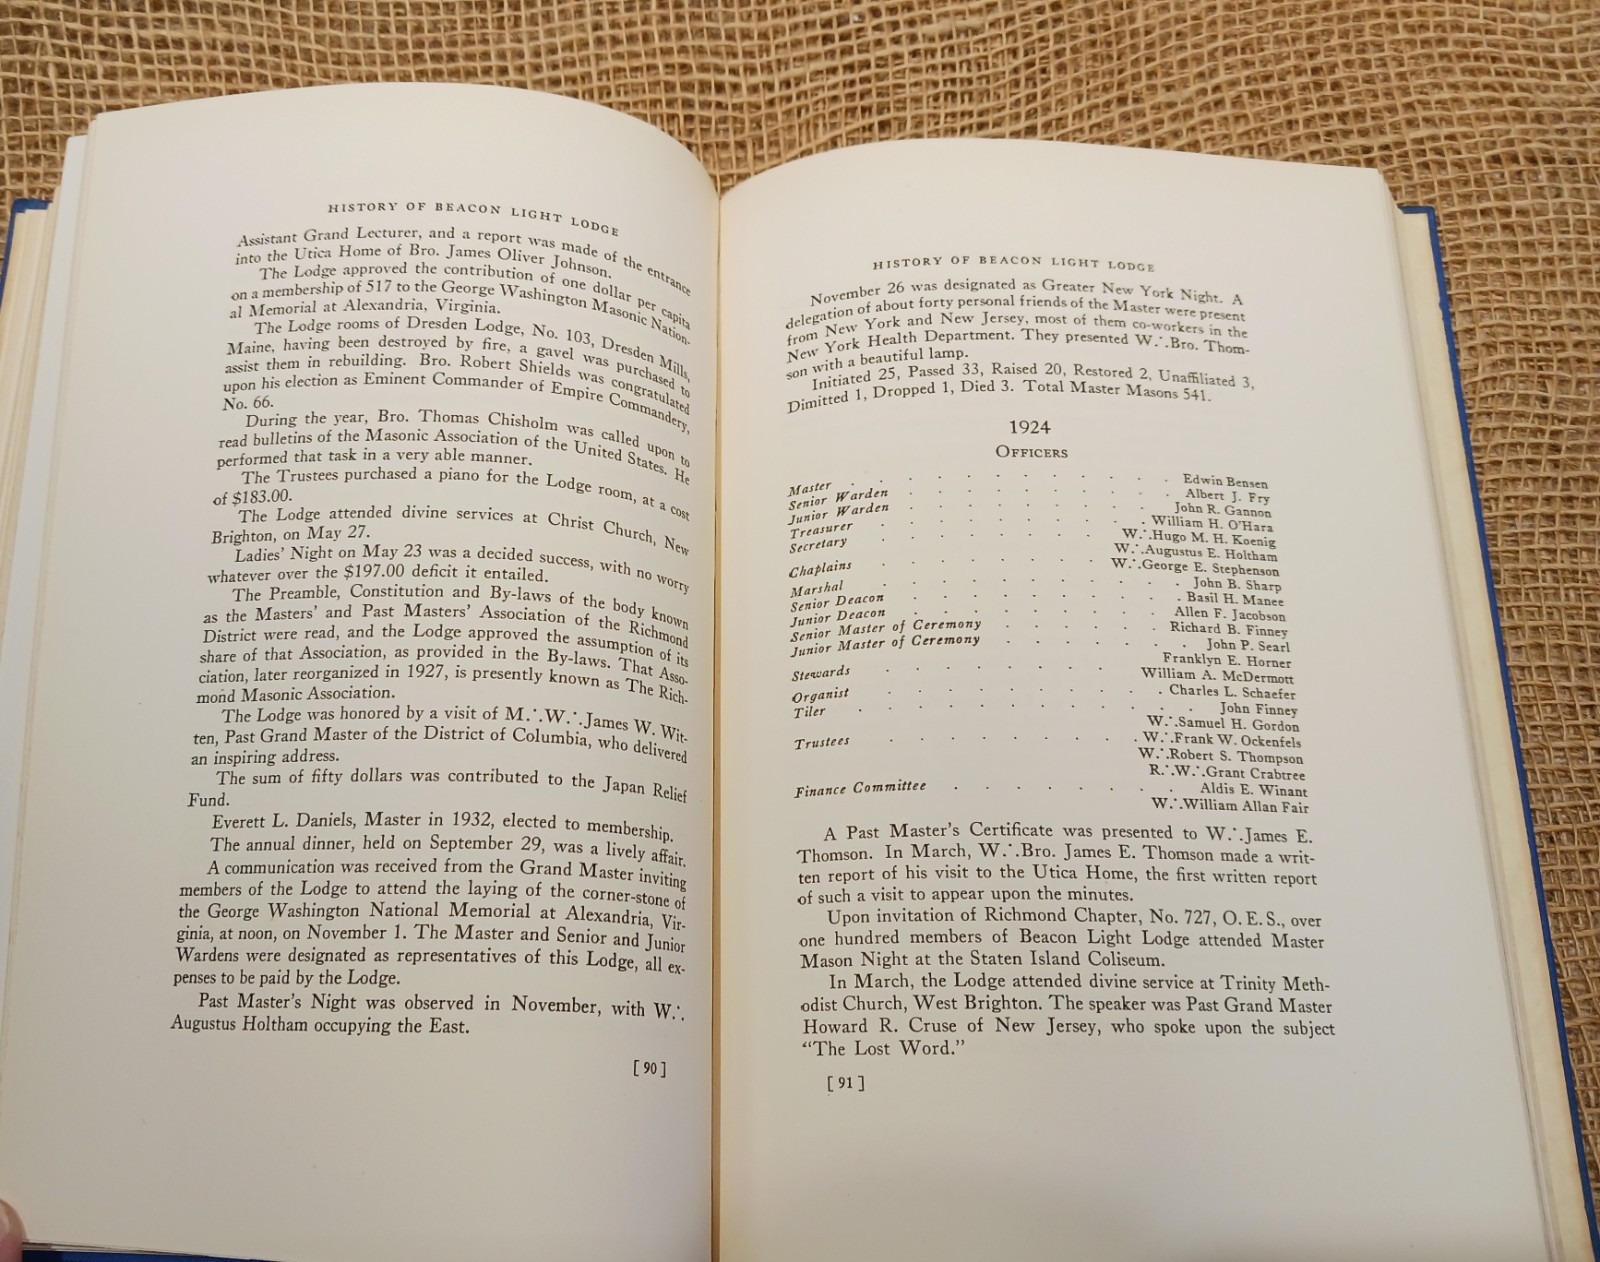 HISTORY OF BEACON LIGHT LODGE
Assistant Grand Lecturer, and a report was made of the entrance
into the Utica Home of Bro. James Oliver Johnson.
The Lodge approved the contribution of one dollar per capita
on a membership of 517 to the George Washington Masonic Nation-
al Memorial at Alexandria, Virginia.
The Lodge rooms of Dresden Lodge, No. 103, Dresden Mills,
Maine, having been destroyed by fire, a gavel was purchased to
assist them in rebuilding. Bro. Robert Shields was congratulated
upon his election as Eminent Commander of Empire Commandery,
No. 66.
During the year, Bro. Thomas Chisholm was called upon to
read bulletins of the Masonic Association of the United States. He
performed that task in a very able manner.
The Trustees purchased a piano for the Lodge room, at a cost
of $183.00.
The Lodge attended divine services at Christ Church, New
Brighton, on May 27.
Ladies' Night on May 23 was a decided success, with no worry
whatever over the $197.00 deficit it entailed.
The Preamble, Constitution and By-laws of the body known
as the Masters' and Past Masters' Association of the Richmond
District were read, and the Lodge approved the assumption of its
share of that Association, as provided in the By-laws. That Asso-
ciation, later reorganized in 1927, is presently known as The Rich-
mond Masonic Association.
The Lodge was honored by a visit of M∴W∴James W. Wit-
ten, Past Grand Master of the District of Columbia, who delivered
an inspiring address.
The sum of fifty dollars was contributed to the Japan Relief
Fund.
Everett L. Daniels, Master in 1932, elected to membership.
The annual dinner, held on September 29, was a lively affair.
A communication was received from the Grand Master inviting
members of the Lodge to attend the laying of the corner-stone of
the George Washington National Memorial at Alexandria, Vir-
ginia, at noon, on November 1. The Master and Senior and Junior
Wardens were designated as representatives of this Lodge, all ex-
penses to be paid by the Lodge.
Past Master's Night was observed in November, with W∴
Augustus Holtham occupying the East.
[ 90 ]
HISTORY OF BEACON LIGHT LODGE
November 26 was designated as Greater New York Night. A
delegation of about forty personal friends of the Master were present
from New York and New Jersey, most of them co-workers in the
New York Health Department. They presented W∴Bro. Thom-
son with a beautiful lamp.
Initiated 25, Passed 33, Raised 20, Restored 2, Unaffiliated 3,
Dimitted 1, Dropped 1, Died 3. Total Master Masons 541.
1924
OFFICERS
Master . . . . . . . . . . Edwin Bensen
Senior Warden . . . . . . . . . . Albert J. Fry
Junior Warden . . . . . . . . . . John R. Gannon
Treasurer . . . . . . . . . . William H. O'Hara
Secretary . . . . . . . . . . W∴Hugo M. H. Koenig
W∴Augustus E. Holtham
Chaplains . . . . . . . . W∴George E. Stephenson
Marshal . . . . . . . . . . John B. Sharp
Senior Deacon . . . . . . . . . . Basil H. Manee
Junior Deacon . . . . . . . . . Allen F. Jacobson
Senior Master of Ceremony . . . . . . Richard B. Finney
Junior Master of Ceremony . . . . . . John P. Searl
Franklyn E. Horner
Stewards . . . . . . . . William A. McDermott
Organist . . . . . . . . . . Charles L. Schaefer
Tiler . . . . . . . . . . John Finney
W∴Samuel H. Gordon
Trustees . . . . . . . . . W∴Frank W. Ockenfels
W∴Robert S. Thompson
R∴W∴Grant Crabtree
Finance Committee . . . . . . . Aldis E. Winant
W∴William Allan Fair
A Past Master's Certificate was presented to W∴James E.
Thomson. In March, W∴Bro. James E. Thomson made a writ-
ten report of his visit to the Utica Home, the first written report
of such a visit to appear upon the minutes.
Upon invitation of Richmond Chapter, No. 727, O. E. S., over
one hundred members of Beacon Light Lodge attended Master
Mason Night at the Staten Island Coliseum.
In March, the Lodge attended divine service at Trinity Meth-
odist Church, West Brighton. The speaker was Past Grand Master
Howard R. Cruse of New Jersey, who spoke upon the subject
"The Lost Word."
[ 91 ]